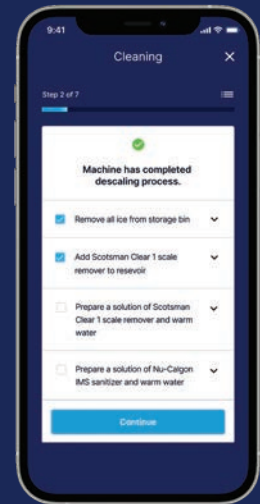 9:41
Cleaning
Step 2 of 7
Machine has completed
descaling process.
Remove all ice from storage bin
Add Scotsman Clear 1 scale
remover to resevoir
Prepare a solution of Scotsman
Clear 1 scale remover and warm
water
Prepare a solution of Nu-Calgon
IMS sanitizer and warm water
Continue